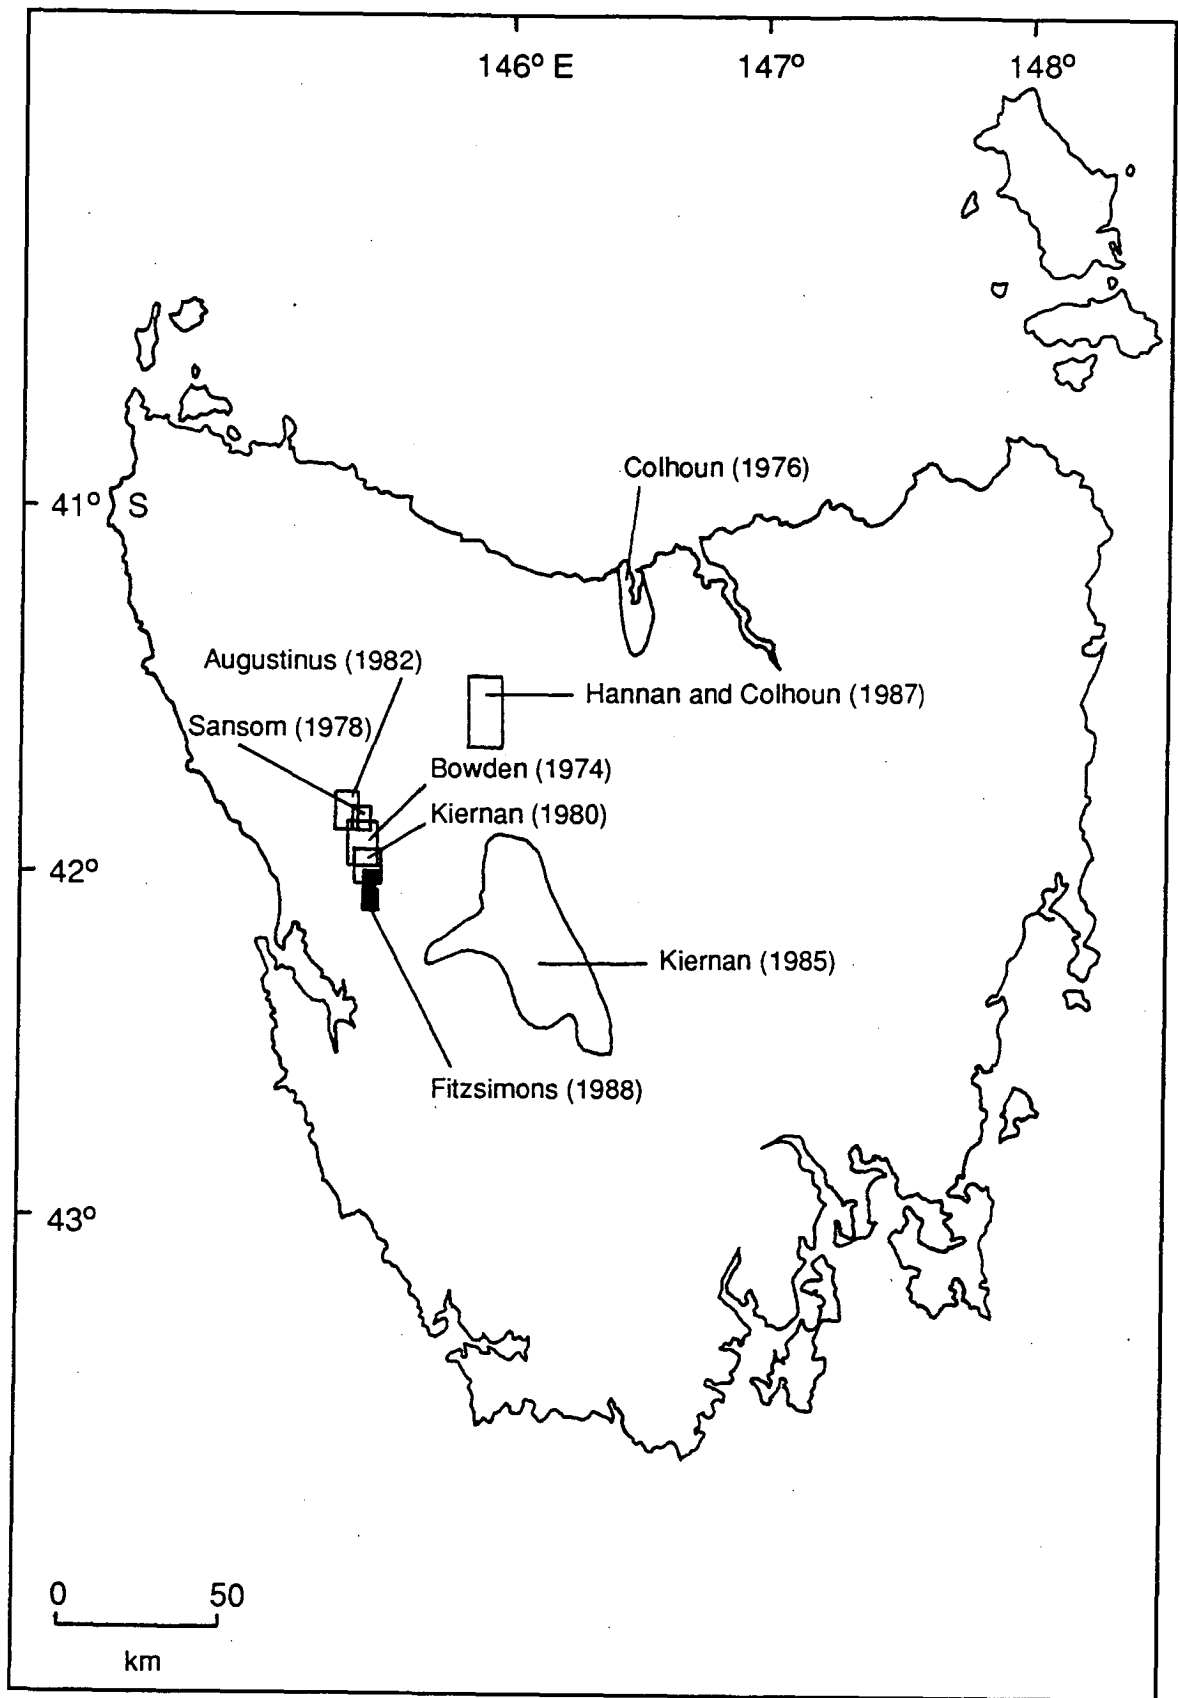 146° E 147° 148°
Colhoun (1976)
41° S
Augustinus (1982)
Hannan and Colhoun (1987)
Sansom (1978)
Bowden (1974)
Kiernan (1980)
42°
Kiernan (1985)
Fitzsimons (1988)
43°
0 50
km